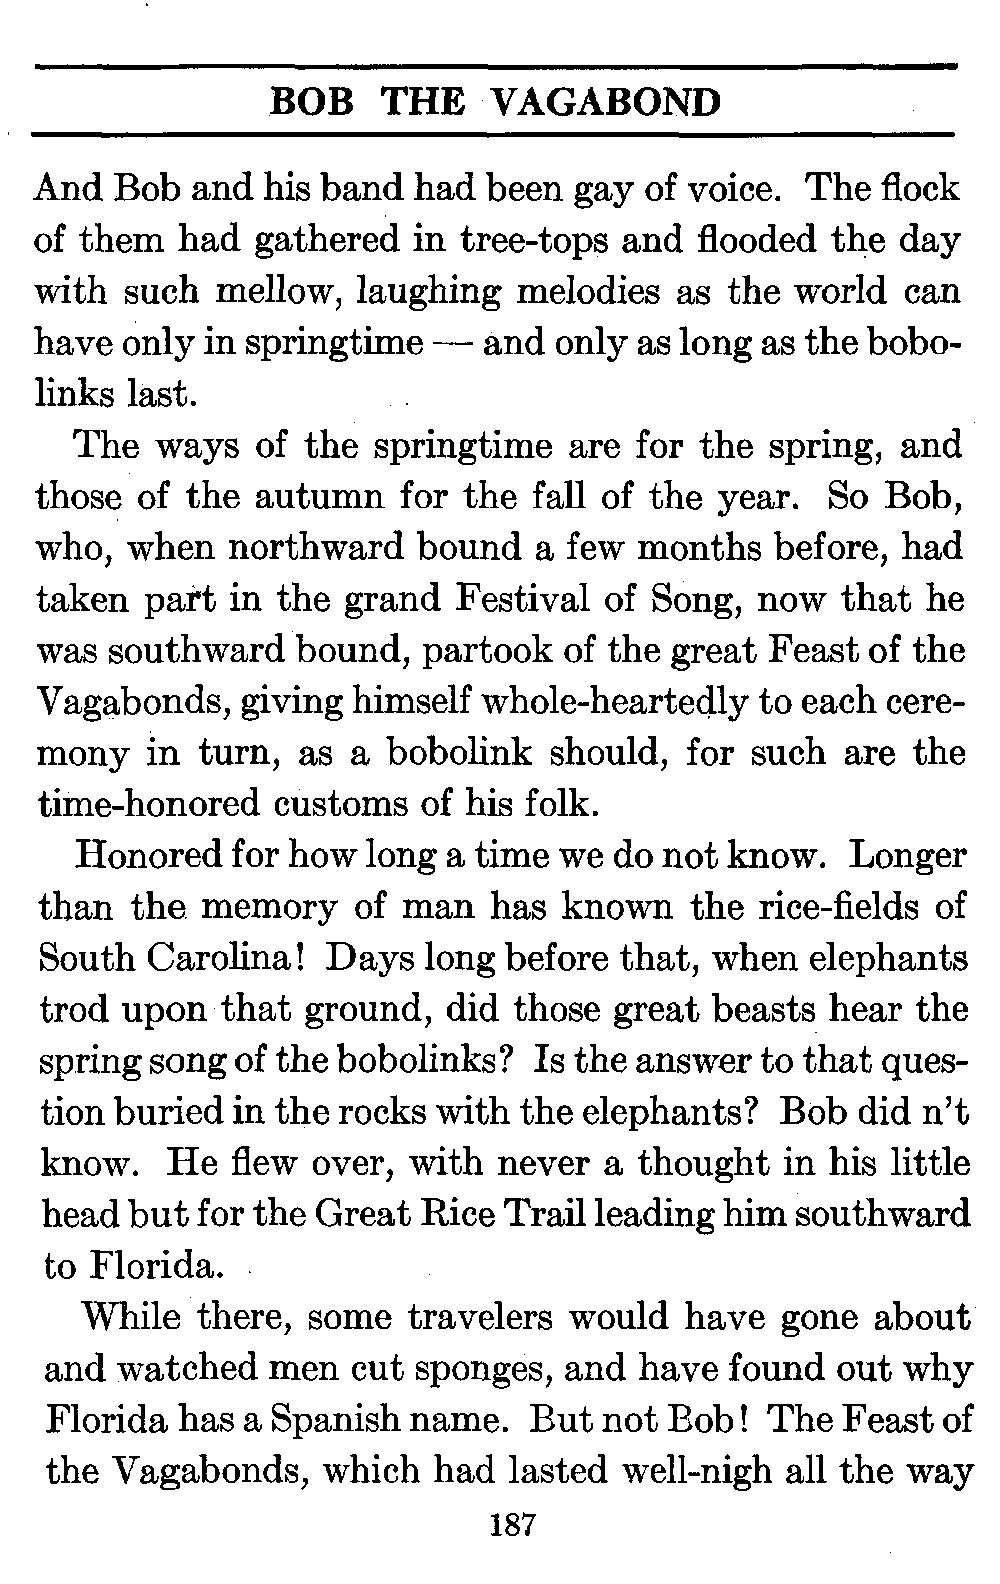 BOB THE VAGABOND
And Bob and his band had been gay of voice. The flock
of them had gathered in tree-tops and flooded the day
with such mellow, laughing melodies as the world can
have only in springtime — and only as long as the bobo-
links last.
The ways of the springtime are for the spring, and
those of the autumn for the fall of the year. So Bob,
who, when northward bound a few months before, had
taken part in the grand Festival of Song, now that he
was southward bound, partook of the great Feast of the
Vagabonds, giving himself whole-heartedly to each cere-
mony in turn, as a bobolink should, for such are the
time-honored customs of his folk.
Honored for how long a time we do not know. Longer
than the memory of man has known the rice-fields of
South Carolina! Days long before that, when elephants
trod upon that ground, did those great beasts hear the
spring song of the bobolinks? Is the answer to that ques-
tion buried in the rocks with the elephants? Bob did n't
know. He flew over, with never a thought in his little
head but for the Great Rice Trail leading him southward
to Florida.
While there, some travelers would have gone about
and watched men cut sponges, and have found out why
Florida has a Spanish name. But not Bob! The Feast of
the Vagabonds, which had lasted well-nigh all the way
187